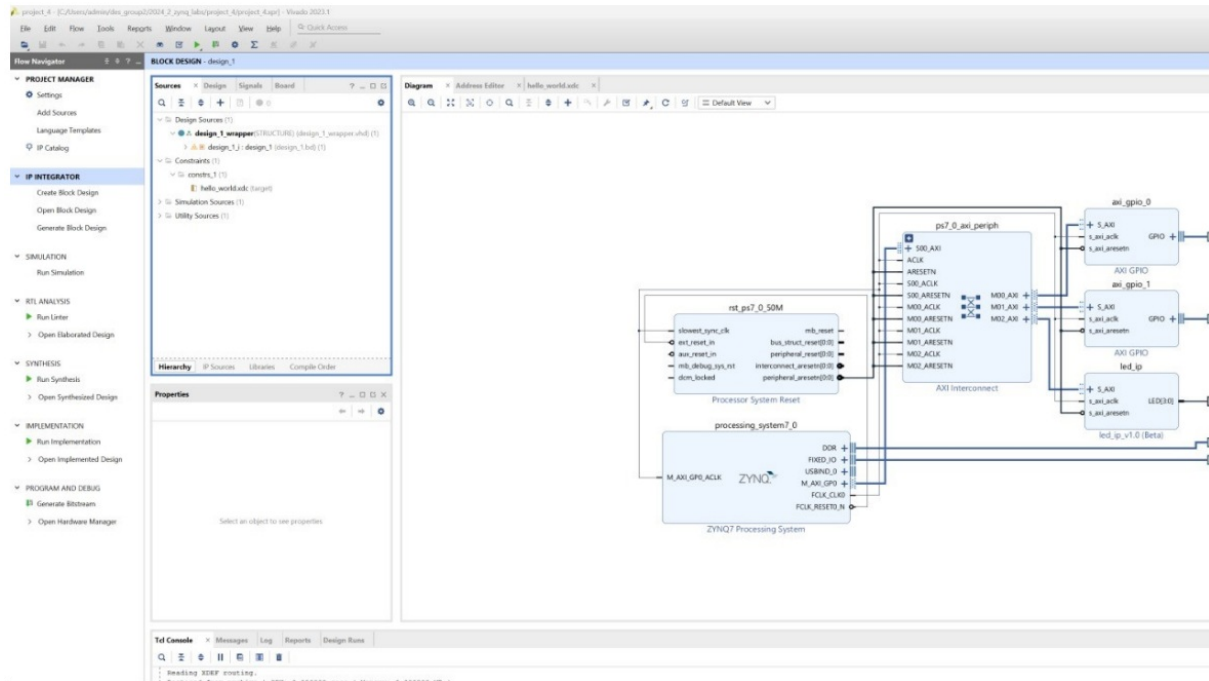 project_4 - [C:/Users/admin/des_group2/2024_2_zynq_labs/project_4/project_4.xpr] - Vivado 2023.1
File Edit Flow Tools Reports Window Layout View Help Quick Access
Flow Navigator
PROJECT MANAGER
Settings
Add Sources
Language Templates
IP Catalog
IP INTEGRATOR
Create Block Design
Open Block Design
Generate Block Design
SIMULATION
Run Simulation
RTL ANALYSIS
Run Linter
Open Elaborated Design
SYNTHESIS
Run Synthesis
Open Synthesized Design
IMPLEMENTATION
Run Implementation
Open Implemented Design
PROGRAM AND DEBUG
Generate Bitstream
Open Hardware Manager
BLOCK DESIGN - design_1
Sources Design Signals Board
Design Sources (1)
design_1_wrapper(STRUCTURE) (design_1_wrapper.vhd) (1)
design_1_i : design_1 (design_1.bd) (1)
Constraints (1)
constrs_1 (1)
hello_world.xdc (target)
Simulation Sources (1)
Utility Sources (1)
Hierarchy IP Sources Libraries Compile Order
Properties
Select an object to see properties
Diagram Address Editor hello_world.xdc
Default View
rst_ps7_0_50M
slowest_sync_clk mb_reset
ext_reset_in bus_struct_reset[0:0]
aux_reset_in peripheral_reset[0:0]
mb_debug_sys_rst interconnect_aresetn[0:0]
dcm_locked peripheral_aresetn[0:0]
Processor System Reset
processing_system7_0
DDR
FIXED_IO
USBIND_0
M_AXI_GP0_ACLK ZYNQ M_AXI_GP0
FCLK_CLK0
FCLK_RESET0_N
ZYNQ7 Processing System
ps7_0_axi_periph
S00_AXI
ACLK
ARESETN
S00_ACLK
S00_ARESETN M00_AXI
M00_ACLK M01_AXI
M00_ARESETN M02_AXI
M01_ACLK
M01_ARESETN
M02_ACLK
M02_ARESETN
AXI Interconnect
axi_gpio_0
S_AXI
s_axi_aclk GPIO
s_axi_aresetn
AXI GPIO
axi_gpio_1
S_AXI
s_axi_aclk GPIO
s_axi_aresetn
AXI GPIO
led_ip
S_AXI
s_axi_aclk LED[3:0]
s_axi_aresetn
led_ip_v1.0 (Beta)
Tcl Console Messages Log Reports Design Runs
Reading XDEF routing.